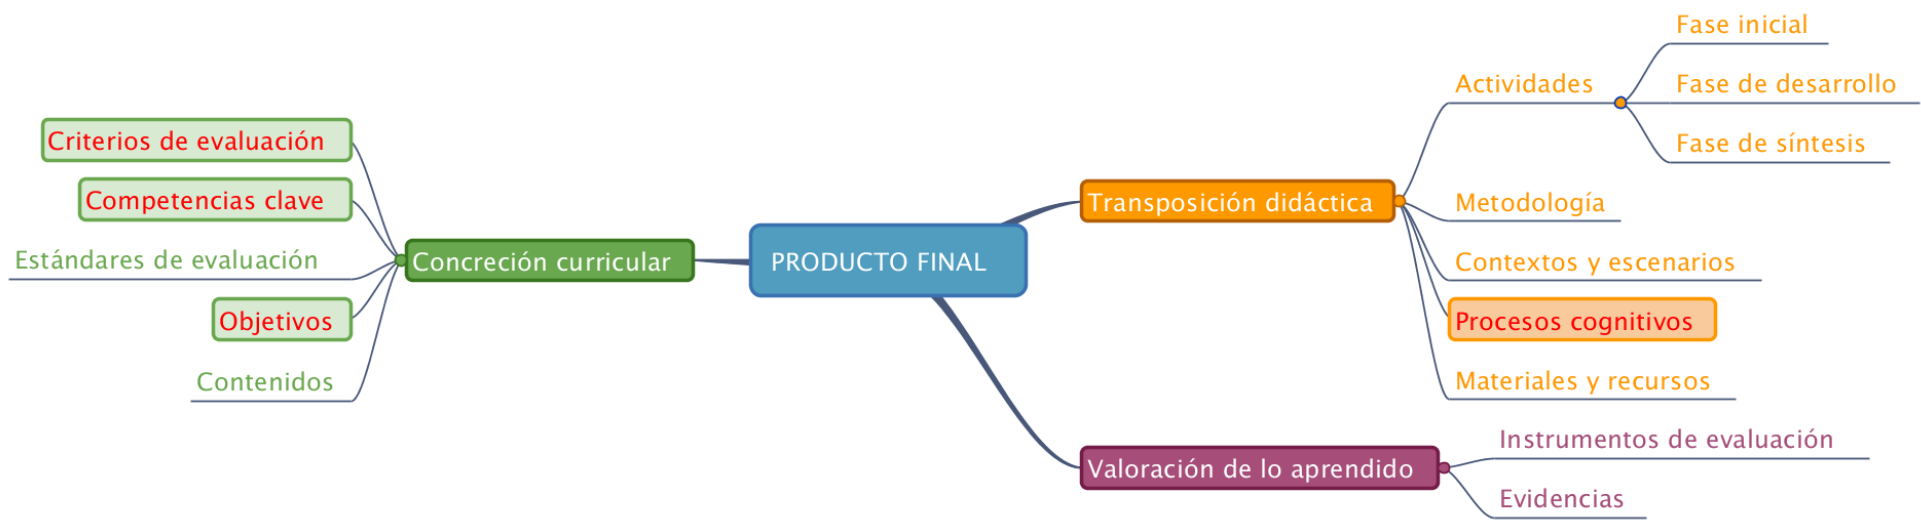 Criterios de evaluación
Competencias clave
Estándares de evaluación
Objetivos
Contenidos
Concreción curricular
PRODUCTO FINAL
Transposición didáctica
Actividades
Fase inicial
Fase de desarrollo
Fase de síntesis
Metodología
Contextos y escenarios
Procesos cognitivos
Materiales y recursos
Valoración de lo aprendido
Instrumentos de evaluación
Evidencias